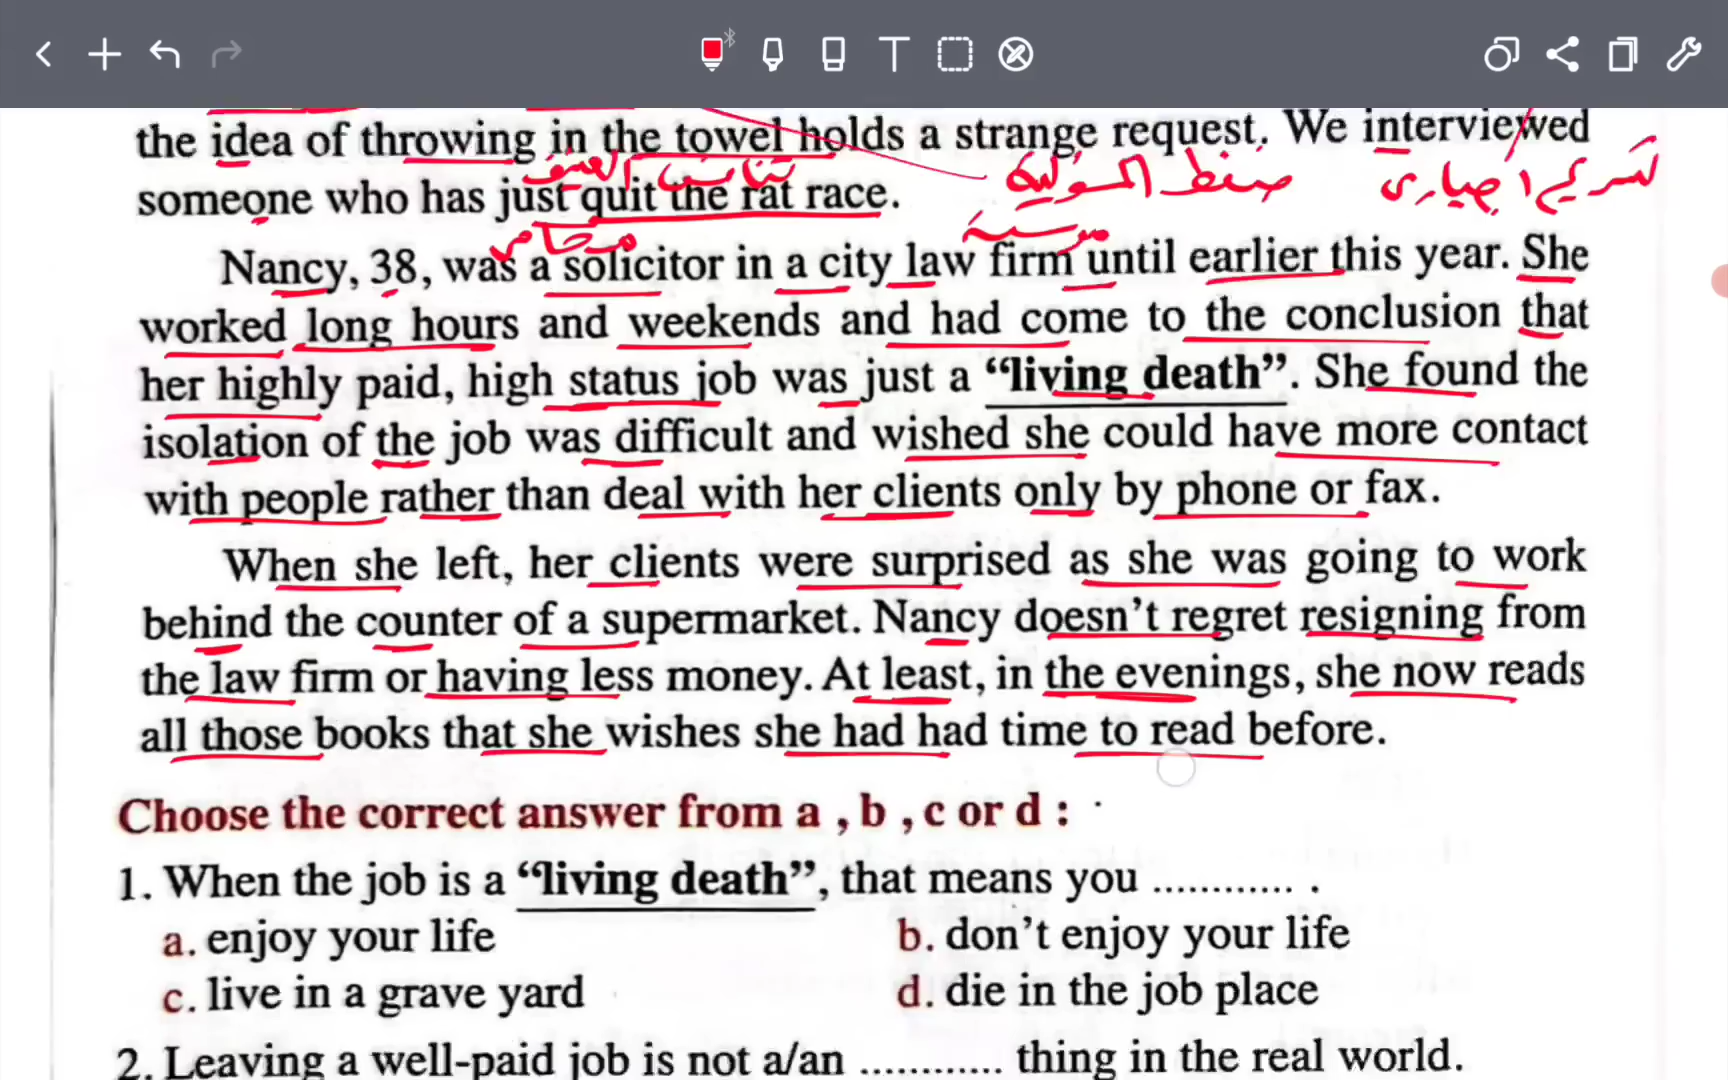 the idea of throwing in the towel holds a strange request. We interviewed
ضغط المسؤلية
someone who has just quit the rat race.
محامي
Nancy, 38, was a solicitor in a city law firm until earlier this year. She
worked long hours and weekends and had come to the conclusion that
her highly paid, high status job was just a “living death”. She found the
isolation of the job was difficult and wished she could have more contact
with people rather than deal with her clients only by phone or fax.
When she left, her clients were surprised as she was going to work
behind the counter of a supermarket. Nancy doesn’t regret resigning from
the law firm or having less money. At least, in the evenings, she now reads
all those books that she wishes she had had time to read before.
Choose the correct answer from a , b , c or d :
1. When the job is a “living death”, that means you ............ .
a. enjoy your life
b. don’t enjoy your life
c. live in a grave yard
d. die in the job place
2. Leaving a well-paid job is not a/an ............ thing in the real world.